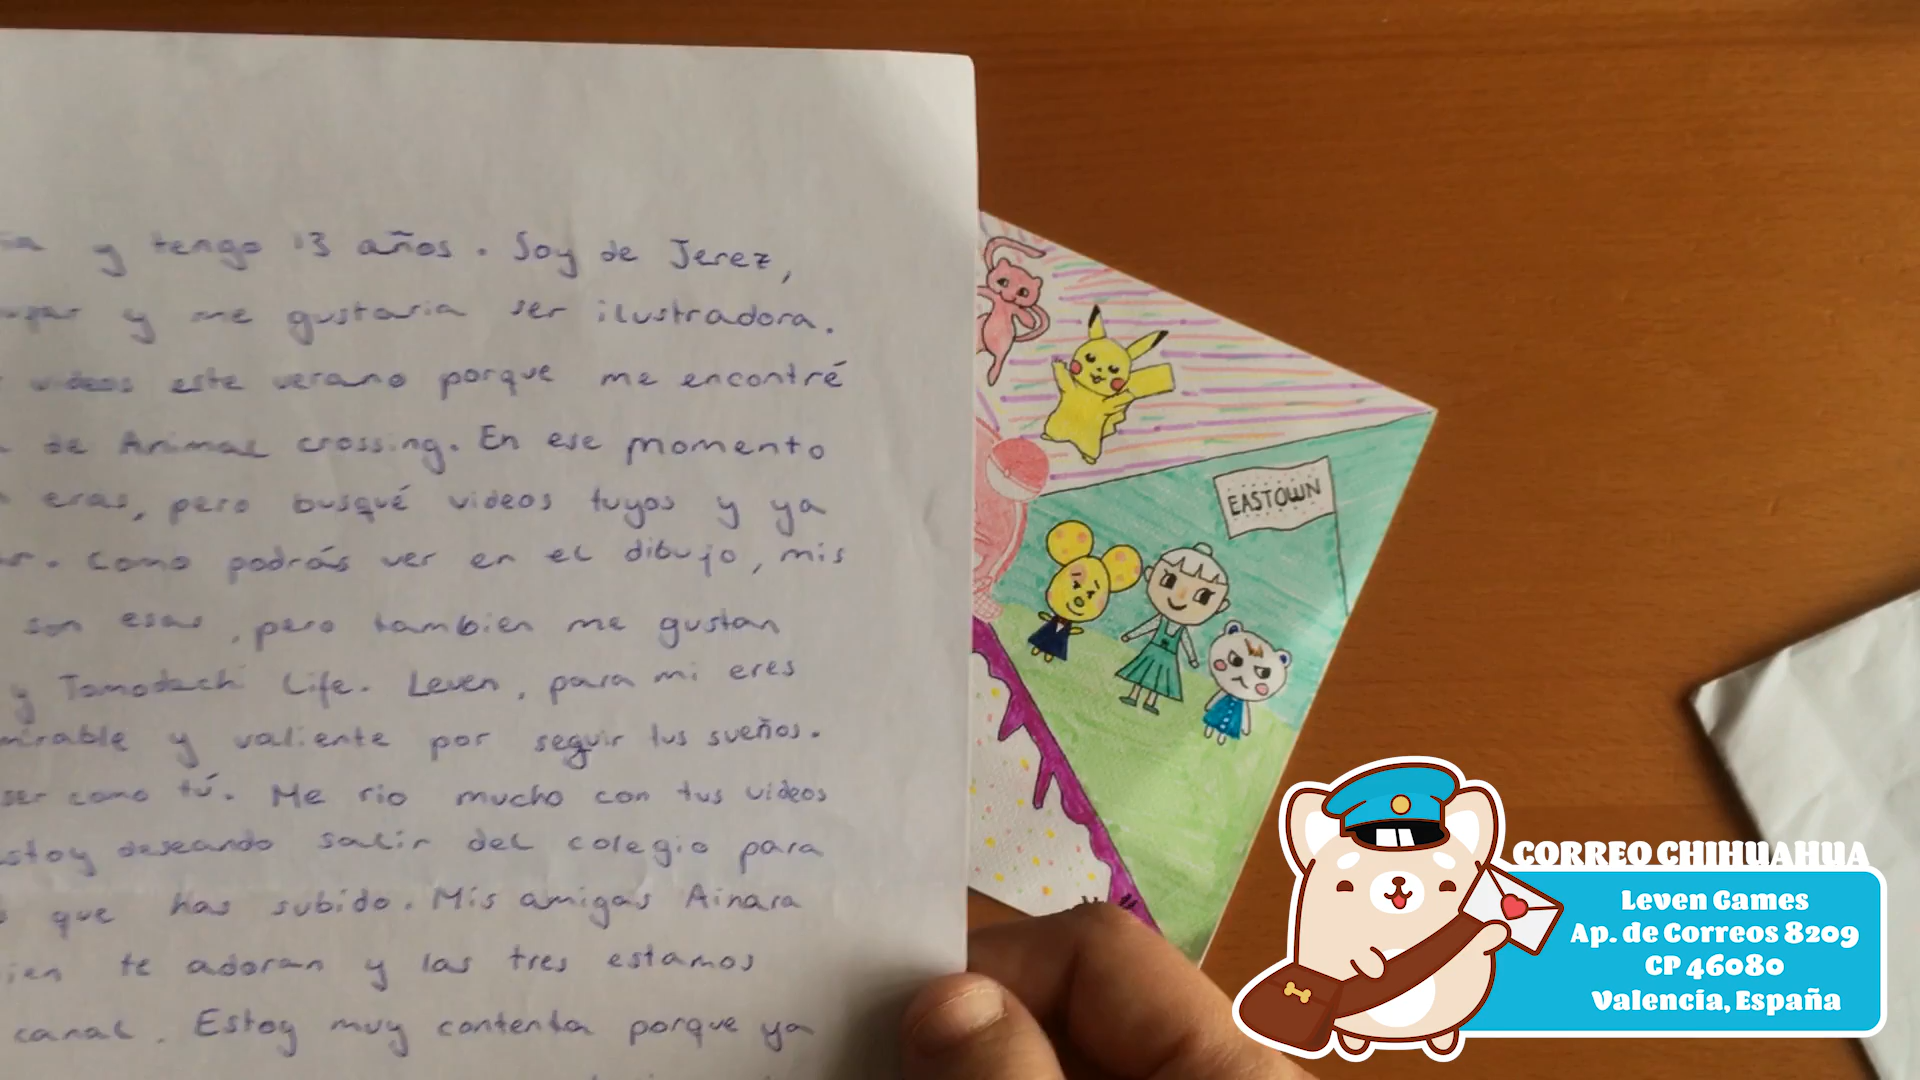 y tengo 13 años. Soy de Jerez,
y me gustaria ser ilustradora.
videos este verano porque me encontré
de Animal crossing. En ese momento
eras, pero busqué videos tuyos y ya
Como podrás ver en el dibujo, mis
son esas, pero tambien me gustan
y Tomodachi Life. Leven, para mi eres
y valiente por seguir tus sueños.
ser como tú. Me rio mucho con tus videos
deseando salir del colegio para
que has subido. Mis amigas Ainara
te adoran y las tres estamos
canal. Estoy muy contenta porque ya
EASTOWN
CORREO CHIHUAHUA
Leven Games
Ap. de Correos 8209
CP 46080
Valencia, España